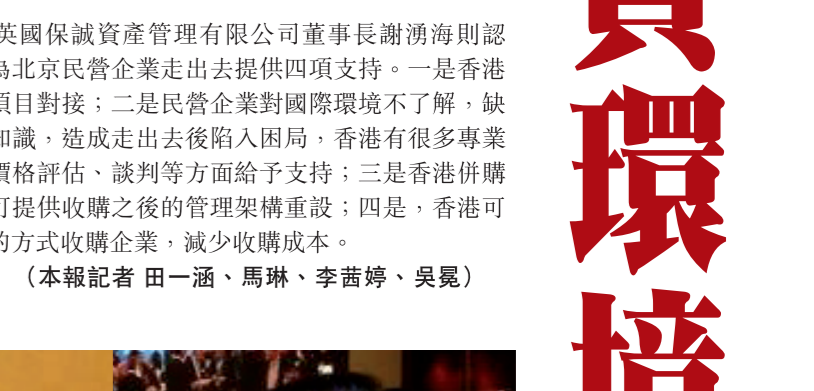 英國保誠資產管理有限公司董事長謝湧海則認
為北京民營企業走出去提供四項支持。一是香港
項目對接；二是民營企業對國際環境不了解，缺
知識，造成走出去後陷入困局，香港有很多專業
價格評估、談判等方面給予支持；三是香港併購
可提供收購之後的管理架構重設；四是，香港可
的方式收購企業，減少收購成本。
（本報記者 田一涵、馬琳、李茜婷、吳冕）
環